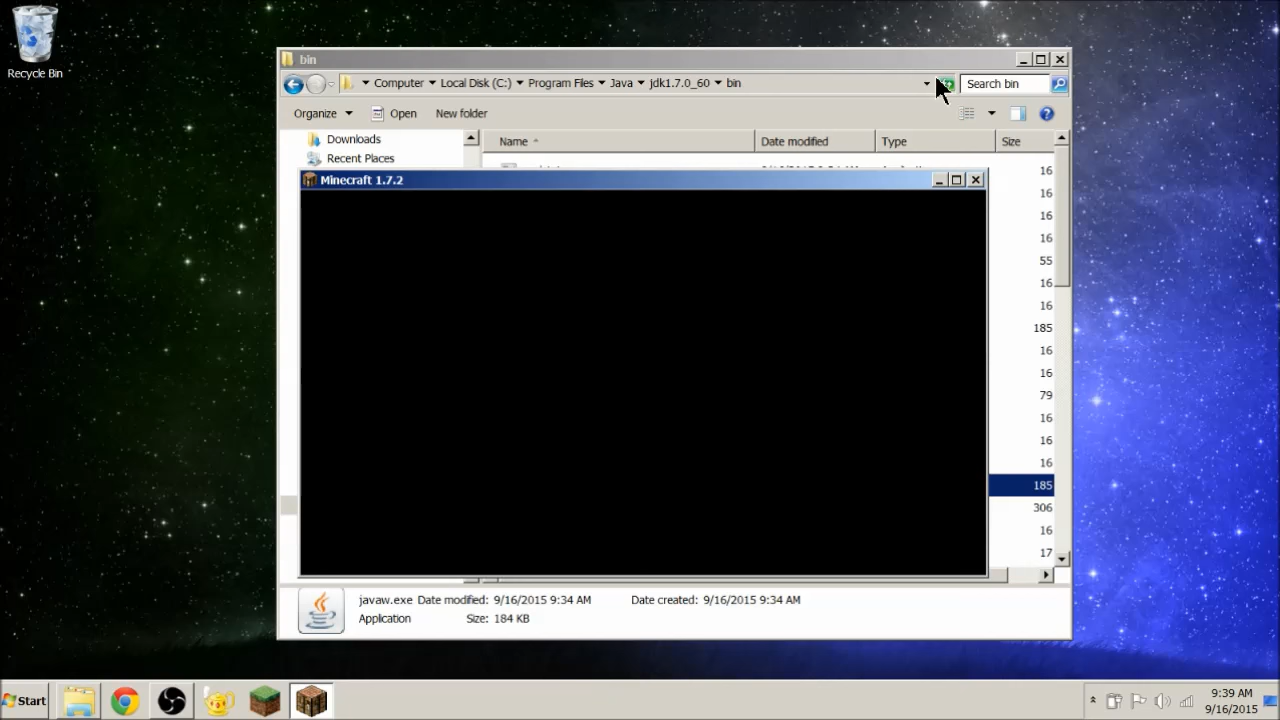 Recycle Bin
bin
Computer Local Disk (C:) Program Files Java jdk1.7.0_60 bin
Search bin
Organize Open New folder
Downloads
Recent Places
Name Date modified Type Size
Minecraft 1.7.2
16
16
16
16
55
16
16
185
16
16
79
16
16
16
185
306
16
17
javaw.exe Date modified: 9/16/2015 9:34 AM Date created: 9/16/2015 9:34 AM
Application Size: 184 KB
Start
9:39 AM
9/16/2015